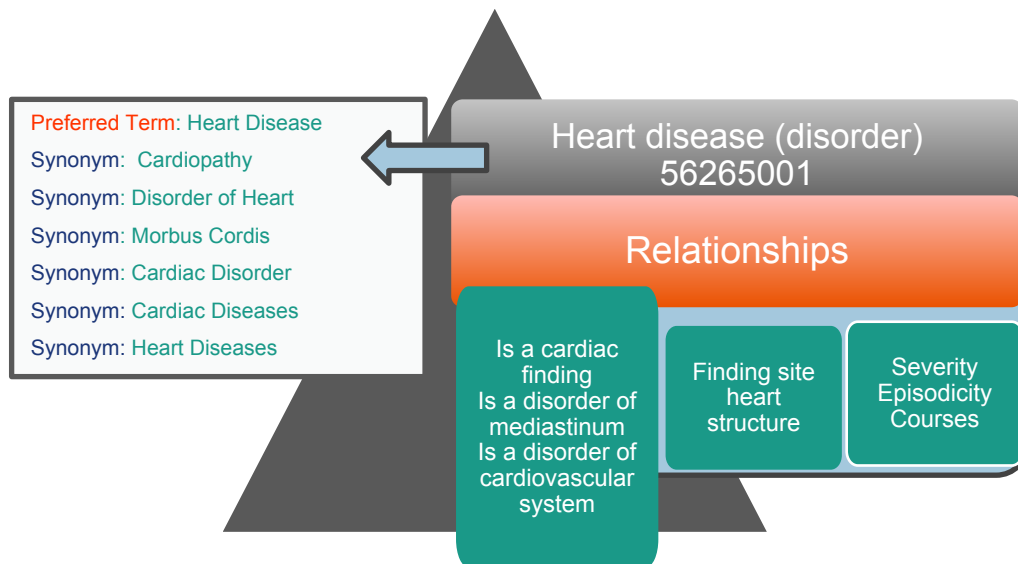 Preferred Term: Heart Disease
Synonym: Cardiopathy
Synonym: Disorder of Heart
Synonym: Morbus Cordis
Synonym: Cardiac Disorder
Synonym: Cardiac Diseases
Synonym: Heart Diseases
Heart disease (disorder)
56265001
Relationships
Is a cardiac
finding
Is a disorder of
mediastinum
Is a disorder of
cardiovascular
system
Finding site
heart
structure
Severity
Episodicity
Courses